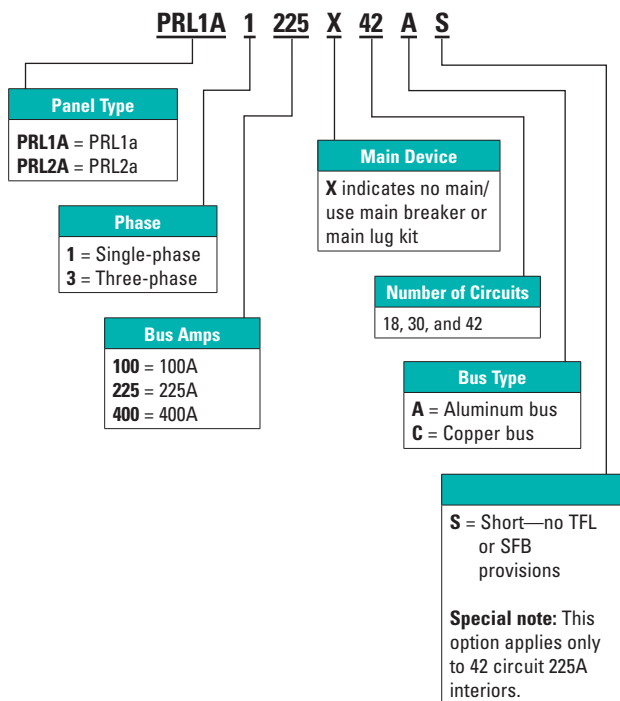 PRL1A 1 225 X 42 A S
Panel Type
PRL1A = PRL1a
PRL2A = PRL2a
Phase
1 = Single-phase
3 = Three-phase
Bus Amps
100 = 100A
225 = 225A
400 = 400A
Main Device
X indicates no main/
use main breaker or
main lug kit
Number of Circuits
18, 30, and 42
Bus Type
A = Aluminum bus
C = Copper bus
S = Short—no TFL
or SFB
provisions
Special note: This
option applies only
to 42 circuit 225A
interiors.